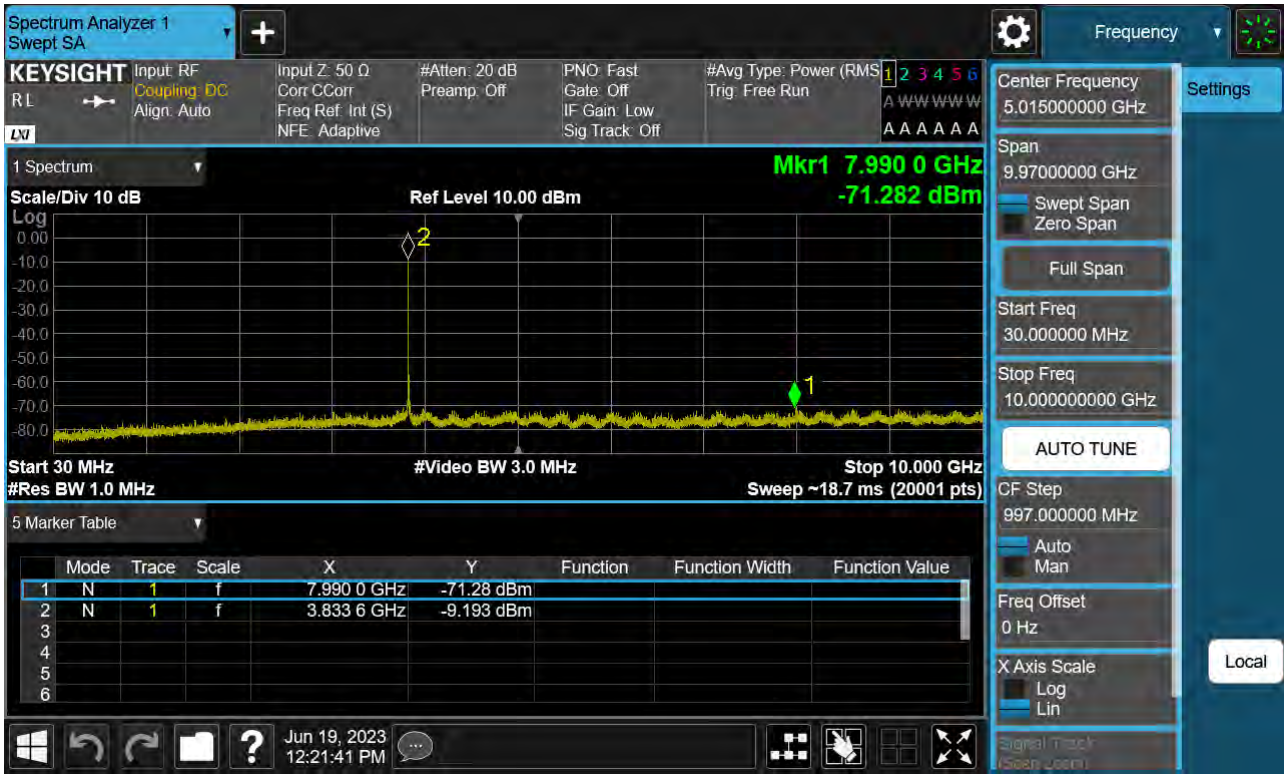 Spectrum Analyzer 1
Swept SA
+
Frequency
KEYSIGHT
RL
LXI
Input: RF
Coupling: DC
Align: Auto
Input Z: 50 Ω
Corr CCorr
Freq Ref: Int (S)
NFE: Adaptive
#Atten: 20 dB
Preamp: Off
PNO: Fast
Gate: Off
IF Gain: Low
Sig Track: Off
#Avg Type: Power (RMS
Trig: Free Run
1 2 3 4 5 6
A W W W W W
A A A A A A
1 Spectrum
Mkr1 7.990 0 GHz
Scale/Div 10 dB
Ref Level 10.00 dBm
-71.282 dBm
Log
0.00
-10.0
-20.0
-30.0
-40.0
-50.0
-60.0
-70.0
-80.0
2
1
Start 30 MHz
#Video BW 3.0 MHz
Stop 10.000 GHz
#Res BW 1.0 MHz
Sweep ~18.7 ms (20001 pts)
5 Marker Table
Mode Trace Scale X Y Function Function Width Function Value
1 N 1 f 7.990 0 GHz -71.28 dBm
2 N 1 f 3.833 6 GHz -9.193 dBm
3
4
5
6
Jun 19, 2023
12:21:41 PM
Center Frequency
5.015000000 GHz
Span
9.97000000 GHz
Swept Span
Zero Span
Full Span
Start Freq
30.000000 MHz
Stop Freq
10.000000000 GHz
AUTO TUNE
CF Step
997.000000 MHz
Auto
Man
Freq Offset
0 Hz
X Axis Scale
Log
Lin
Signal Track
(Span Zoom)
Settings
Local